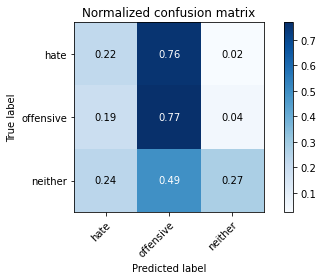 Normalized confusion matrix
True label
hate
0.22 0.76 0.02
offensive
0.19 0.77 0.04
neither
0.24 0.49 0.27
hate
offensive
neither
Predicted label
0.7
0.6
0.5
0.4
0.3
0.2
0.1